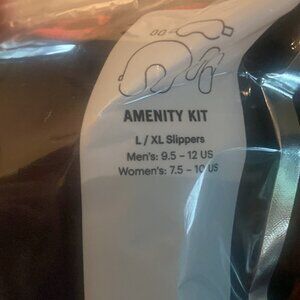 AMENITY KIT
L / XL Slippers
Men's: 9.5 – 12 US
Women's: 7.5 – 10 US